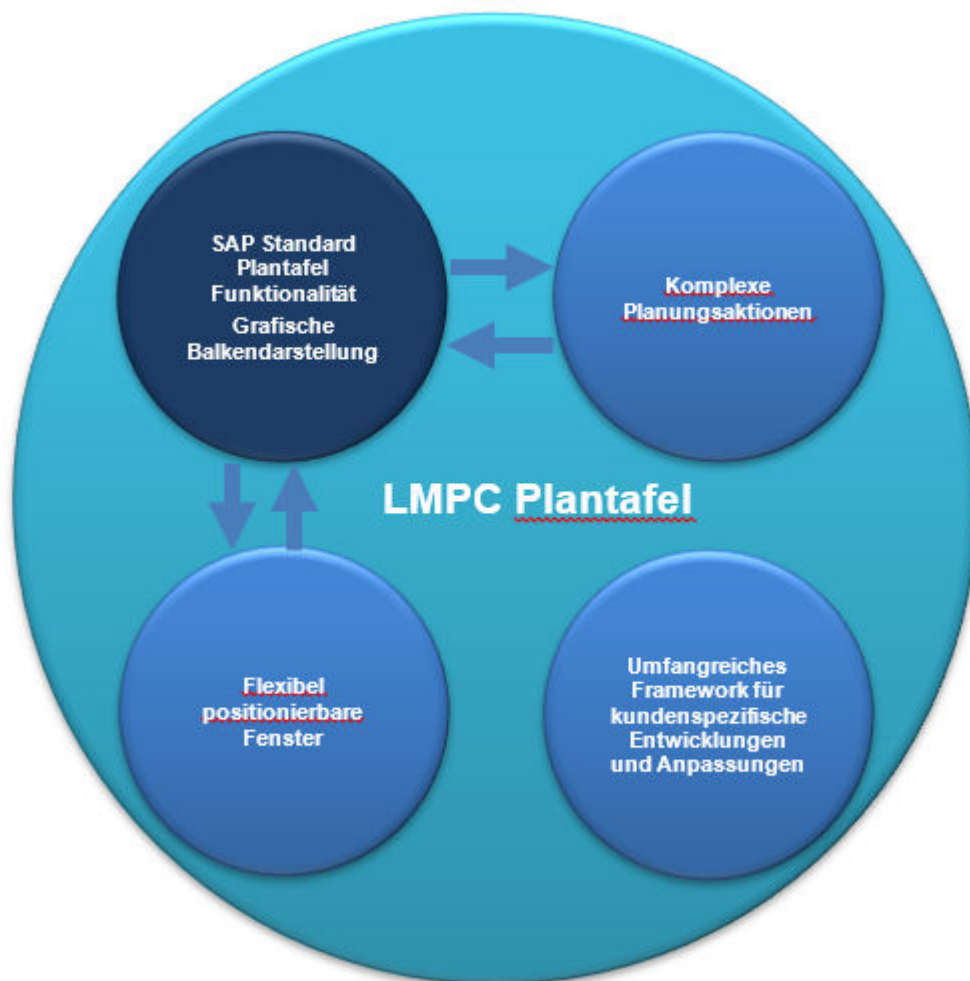 SAP Standard
Plantafel
Funktionalität
Grafische
Balkendarstellung
Komplexe
Planungsaktionen
LMPC Plantafel
Flexibel
positionierbare
Fenster
Umfangreiches
Framework für
kundenspezifische
Entwicklungen
und Anpassungen